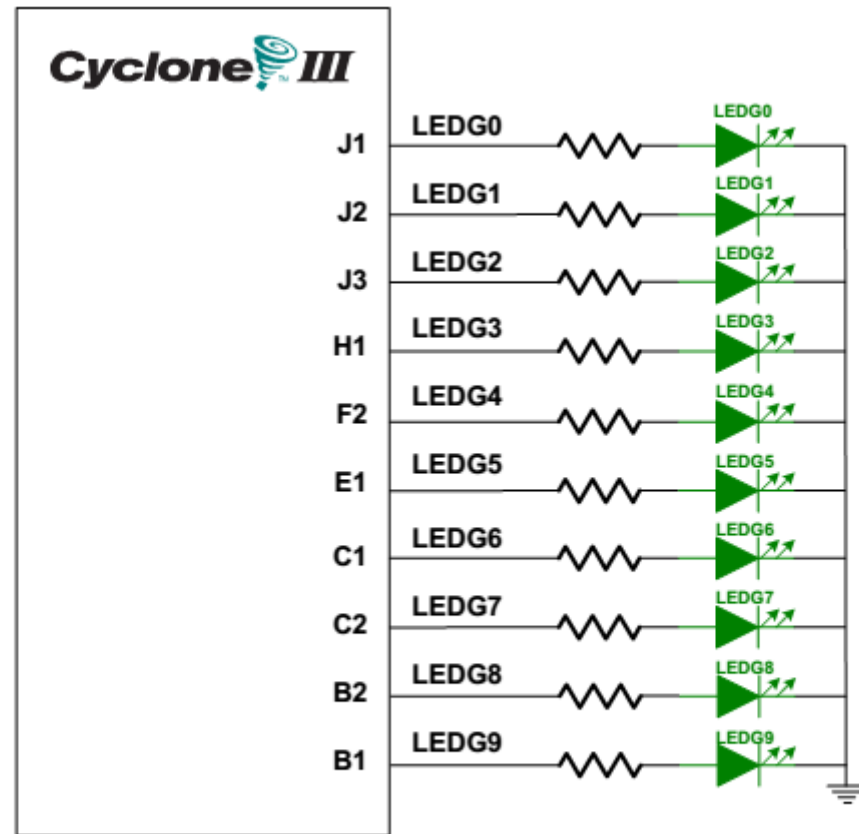 Cyclone III
J1 LEDG0 LEDG0
J2 LEDG1 LEDG1
J3 LEDG2 LEDG2
H1 LEDG3 LEDG3
F2 LEDG4 LEDG4
E1 LEDG5 LEDG5
C1 LEDG6 LEDG6
C2 LEDG7 LEDG7
B2 LEDG8 LEDG8
B1 LEDG9 LEDG9